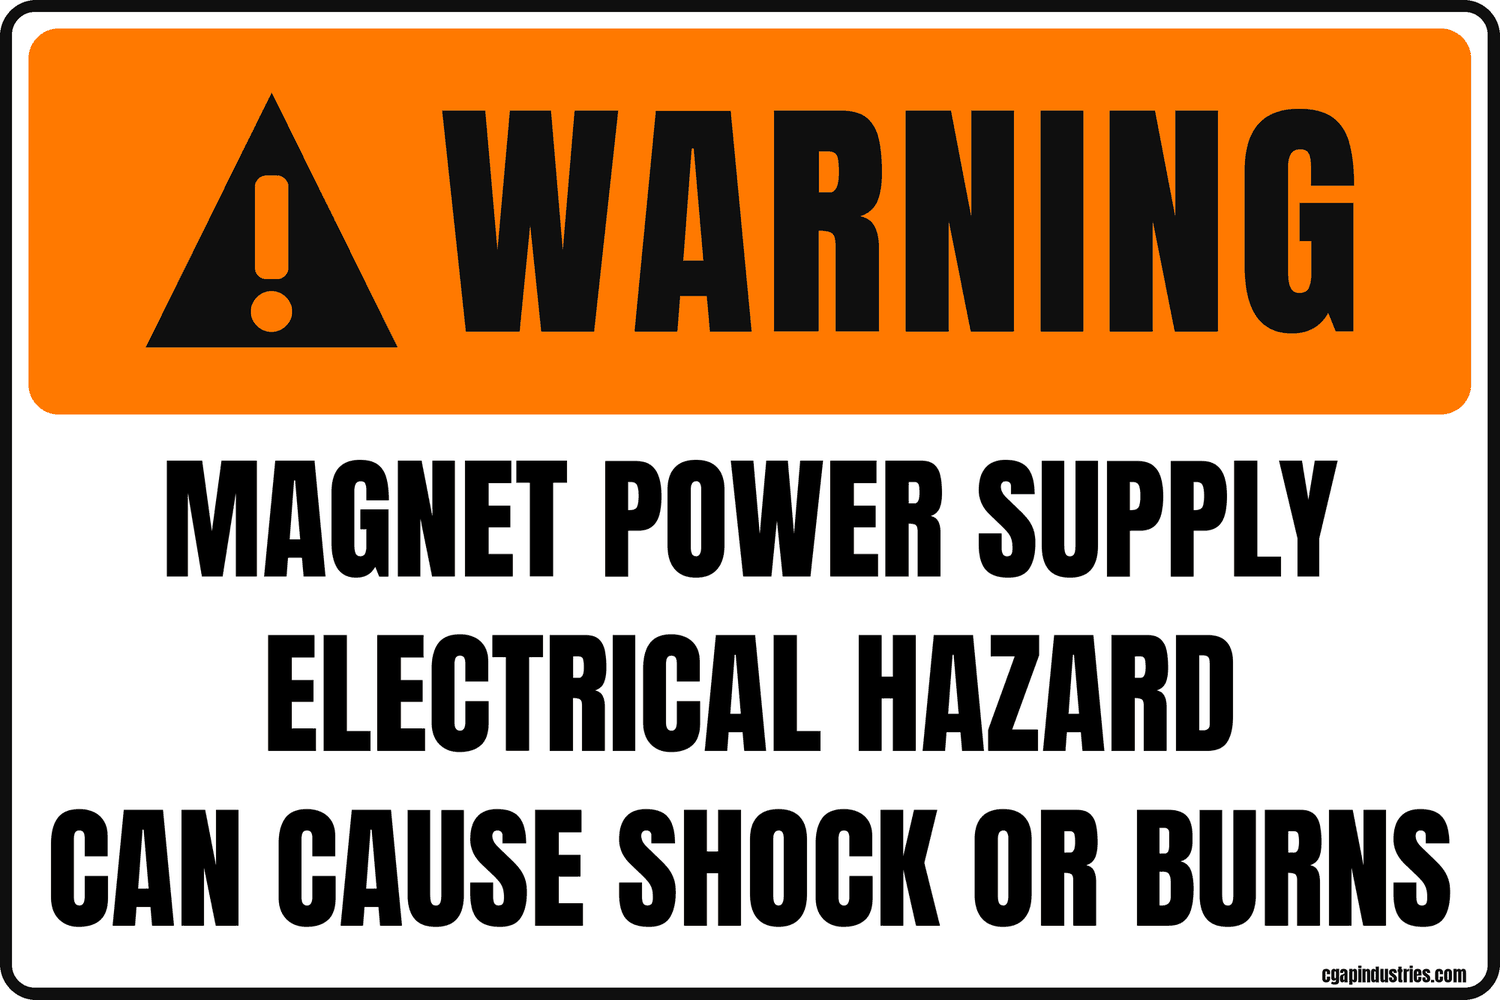 WARNING
MAGNET POWER SUPPLY
ELECTRICAL HAZARD
CAN CAUSE SHOCK OR BURNS
cgapindustries.com